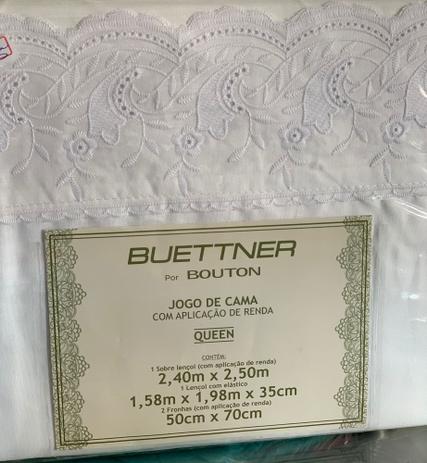 BUETTNER
Por BOUTON
JOGO DE CAMA
COM APLICAÇÃO DE RENDA
QUEEN
CONTÉM:
1 Sobre lençol (com aplicação de renda)
2,40m x 2,50m
1 Lençol com elástico
1,58m x 1,98m x 35cm
2 Fronhas (com aplicação de renda)
50cm x 70cm